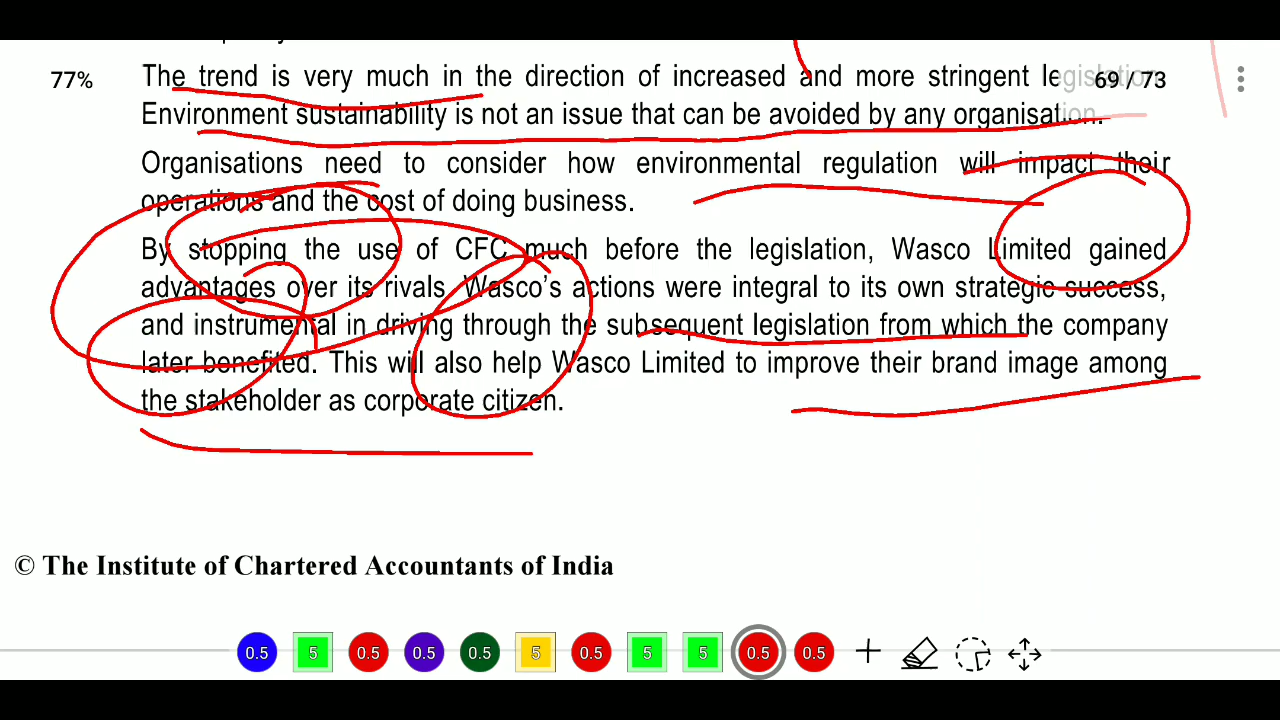 77%
69 / 73
The trend is very much in the direction of increased and more stringent legislation.
Environment sustainability is not an issue that can be avoided by any organisation.
Organisations need to consider how environmental regulation will impact their
operations and the cost of doing business.
By stopping the use of CFC much before the legislation, Wasco Limited gained
advantages over its rivals. Wasco's actions were integral to its own strategic success,
and instrumental in driving through the subsequent legislation from which the company
later benefited. This will also help Wasco Limited to improve their brand image among
the stakeholder as corporate citizen.
© The Institute of Chartered Accountants of India
0.5 5 0.5 0.5 0.5 5 0.5 5 5 0.5 0.5